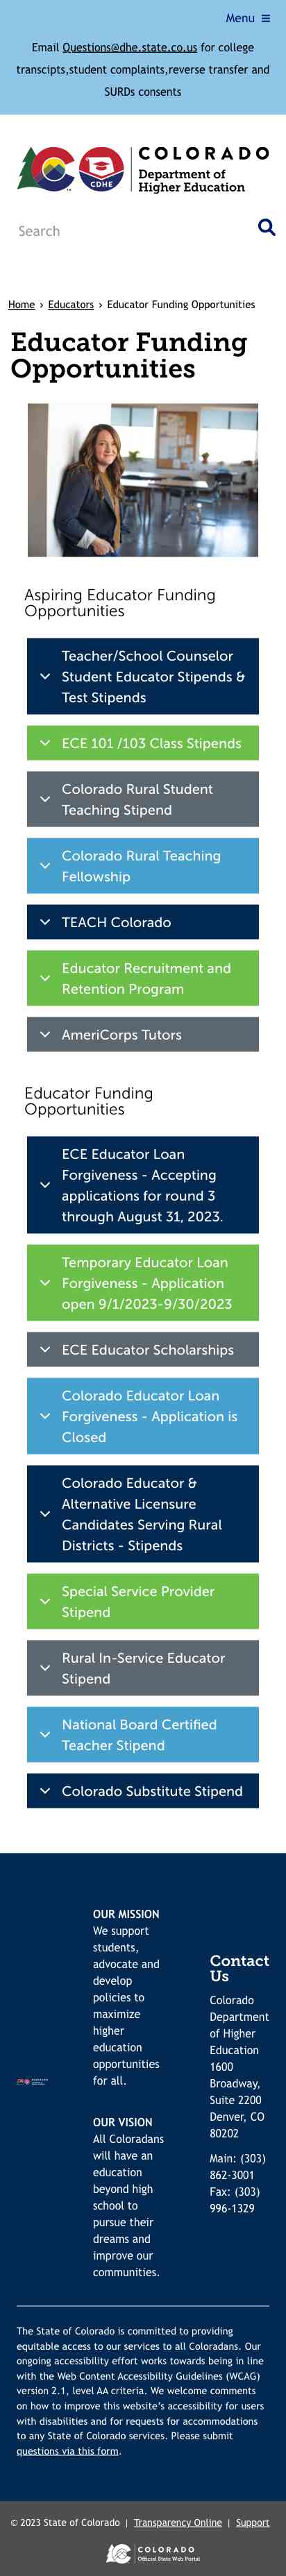 Menu ≡
Email Questions@dhe.state.co.us for college
transcipts,student complaints,reverse transfer and
SURDs consents
CO
CDHE
COLORADO
Department of
Higher Education
Search
Home › Educators › Educator Funding Opportunities
Educator Funding
Opportunities
Aspiring Educator Funding
Opportunities
Teacher/School Counselor
Student Educator Stipends &
Test Stipends
ECE 101 /103 Class Stipends
Colorado Rural Student
Teaching Stipend
Colorado Rural Teaching
Fellowship
TEACH Colorado
Educator Recruitment and
Retention Program
AmeriCorps Tutors
Educator Funding
Opportunities
ECE Educator Loan
Forgiveness - Accepting
applications for round 3
through August 31, 2023.
Temporary Educator Loan
Forgiveness - Application
open 9/1/2023-9/30/2023
ECE Educator Scholarships
Colorado Educator Loan
Forgiveness - Application is
Closed
Colorado Educator &
Alternative Licensure
Candidates Serving Rural
Districts - Stipends
Special Service Provider
Stipend
Rural In-Service Educator
Stipend
National Board Certified
Teacher Stipend
Colorado Substitute Stipend
OUR MISSION
We support
students,
advocate and
develop
policies to
maximize
higher
education
opportunities
for all.
OUR VISION
All Coloradans
will have an
education
beyond high
school to
pursue their
dreams and
improve our
communities.
Contact
Us
Colorado
Department
of Higher
Education
1600
Broadway,
Suite 2200
Denver, CO
80202
Main: (303)
862-3001
Fax: (303)
996-1329
The State of Colorado is committed to providing
equitable access to our services to all Coloradans. Our
ongoing accessibility effort works towards being in line
with the Web Content Accessibility Guidelines (WCAG)
version 2.1, level AA criteria. We welcome comments
on how to improve this website's accessibility for users
with disabilities and for requests for accommodations
to any State of Colorado services. Please submit
questions via this form.
© 2023 State of Colorado | Transparency Online | Support
CO
COLORADO
Official State Web Portal